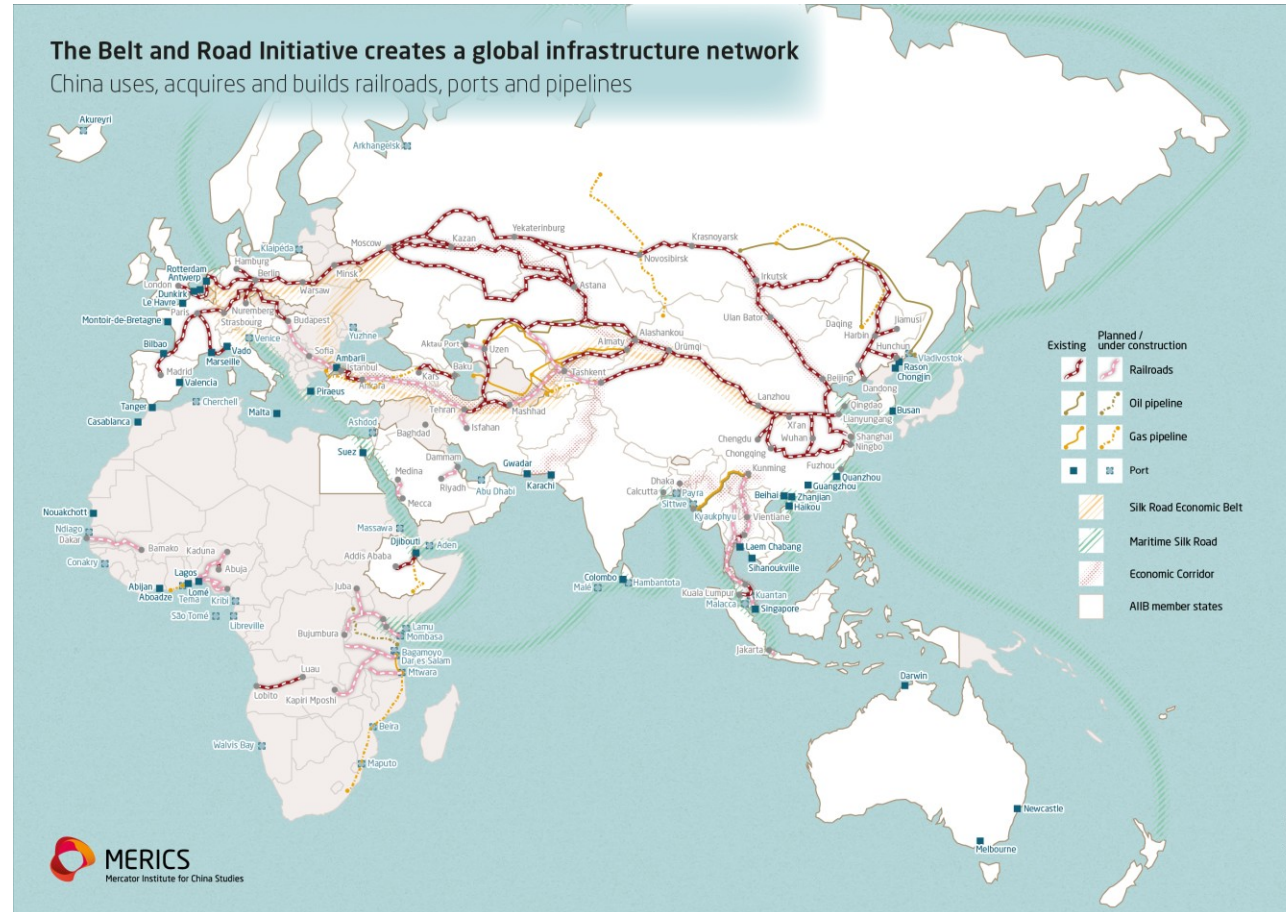 The Belt and Road Initiative creates a global infrastructure network
China uses, acquires and builds railroads, ports and pipelines
Akureyri
Arkhangelsk
Klaipėda
Moscow
Kazan
Yekaterinburg
Krasnoyarsk
Novosibirsk
Irkutsk
Hamburg
Rotterdam
Antwerp
London
Berlin
Minsk
Warsaw
Dunkirk
Le Havre
Paris
Nuremberg
Strasbourg
Budapest
Montoir-de-Bretagne
Venice
Yuzhne
Astana
Ulan Bator
Daqing
Harbin
Jiamusi
Hunchun
Vladivostok
Rason
Chongjin
Bilbao
Vado
Marseille
Madrid
Valencia
Sofia
Ambarli
Istanbul
Ankara
Kars
Baku
Aktau Port
Uzen
Almaty
Alashankou
Ürümqi
Tashkent
Beijing
Dandong
Lanzhou
Qingdao
Lianyungang
Busan
Tanger
Casablanca
Cherchell
Malta
Piraeus
Tehran
Mashhad
Isfahan
Baghdad
Ashdod
Suez
Xi'an
Wuhan
Chengdu
Chongqing
Shanghai
Ningbo
Fuzhou
Quanzhou
Guangzhou
Medina
Mecca
Dammam
Riyadh
Abu Dhabi
Gwadar
Karachi
Dhaka
Calcutta
Payra
Sittwe
Kyaukphyu
Kunming
Beihai
Zhanjian
Haikou
Vientiane
Nouakchott
Ndiago
Dakar
Bamako
Conakry
Kaduna
Abuja
Lagos
Abijan
Aboadze
Lomé
Tema
Kribi
São Tomé
Libreville
Massawa
Djibouti
Aden
Addis Ababa
Juba
Laem Chabang
Sihanoukville
Colombo
Hambantota
Malé
Kuala Lumpur
Kuantan
Malacca
Singapore
Jakarta
Bujumbura
Lamu
Mombasa
Bagamoyo
Dar es Salam
Mtwara
Luau
Lobito
Kapiri Mposhi
Walvis Bay
Beira
Maputo
Darwin
Newcastle
Melbourne
Existing
Planned /
under construction
Railroads
Oil pipeline
Gas pipeline
Port
Silk Road Economic Belt
Maritime Silk Road
Economic Corridor
AIIB member states
MERICS
Mercator Institute for China Studies